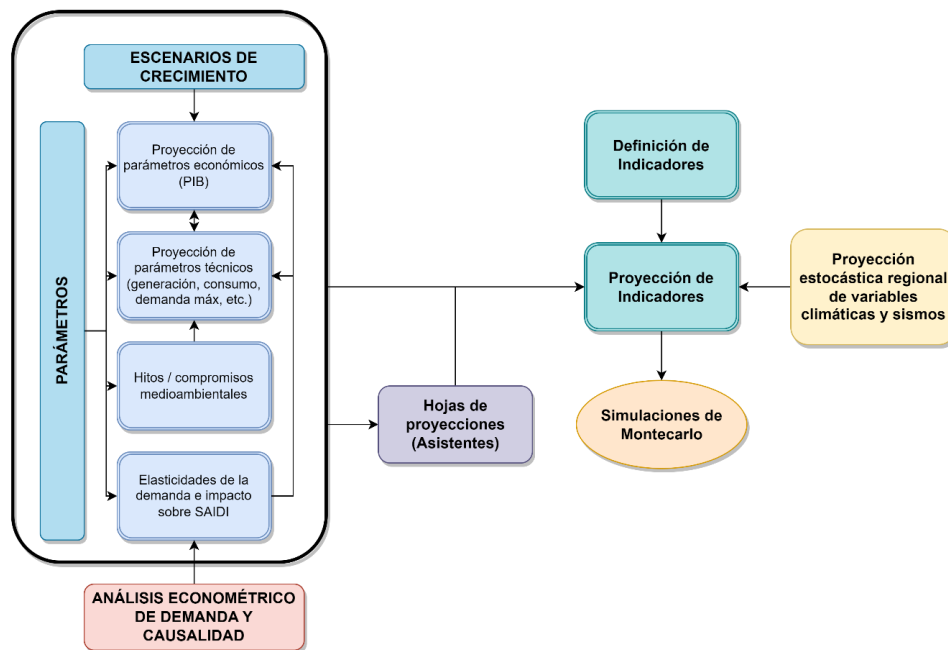 ESCENARIOS DE
CRECIMIENTO
PARÁMETROS
Proyección de
parámetros económicos
(PIB)
Proyección de
parámetros técnicos
(generación, consumo,
demanda máx, etc.)
Hitos / compromisos
medioambientales
Elasticidades de la
demanda e impacto
sobre SAIDI
ANÁLISIS ECONOMÉTRICO
DE DEMANDA Y
CAUSALIDAD
Hojas de
proyecciones
(Asistentes)
Definición de
Indicadores
Proyección de
Indicadores
Simulaciones de
Montecarlo
Proyección
estocástica regional
de variables
climáticas y sismos